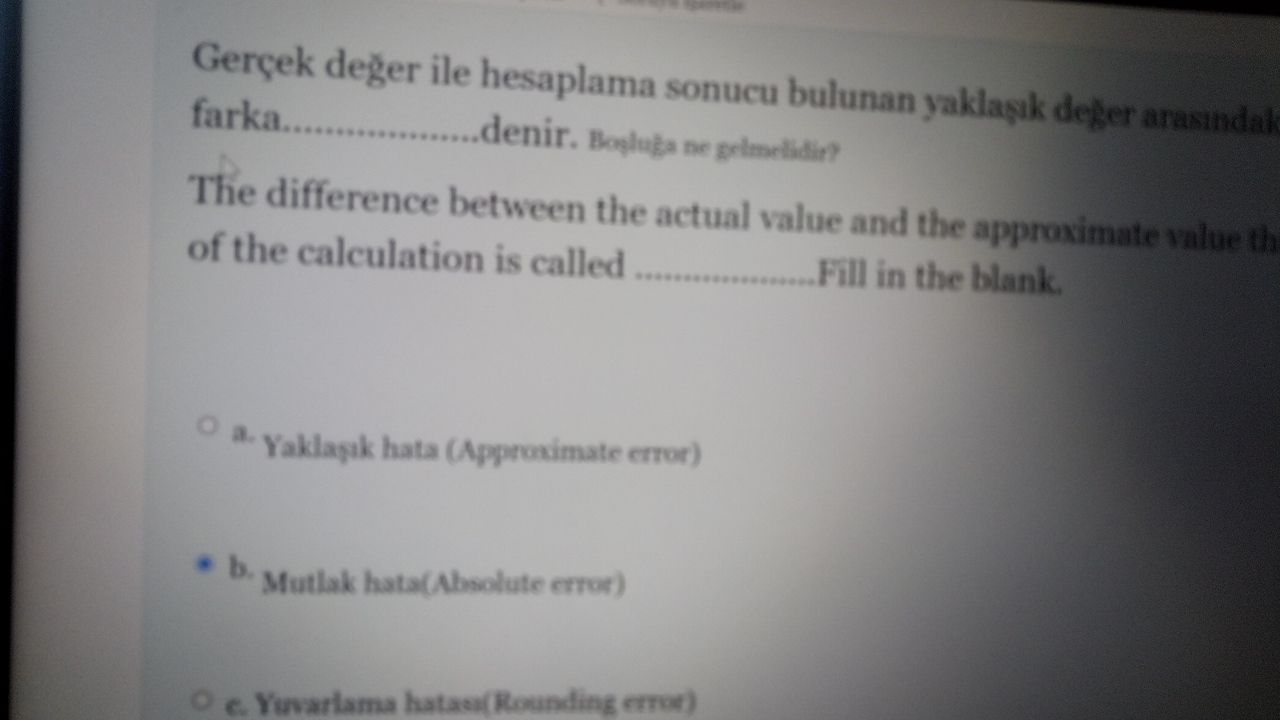 Gerçek değer ile hesaplama sonucu bulunan yaklaşık değer arasındak
farka...................denir. Boşluğa ne gelmelidir?
The difference between the actual value and the approximate value th
of the calculation is called ...................Fill in the blank.
a. Yaklaşık hata (Approximate error)
b. Mutlak hata(Absolute error)
c. Yuvarlama hatası(Rounding error)